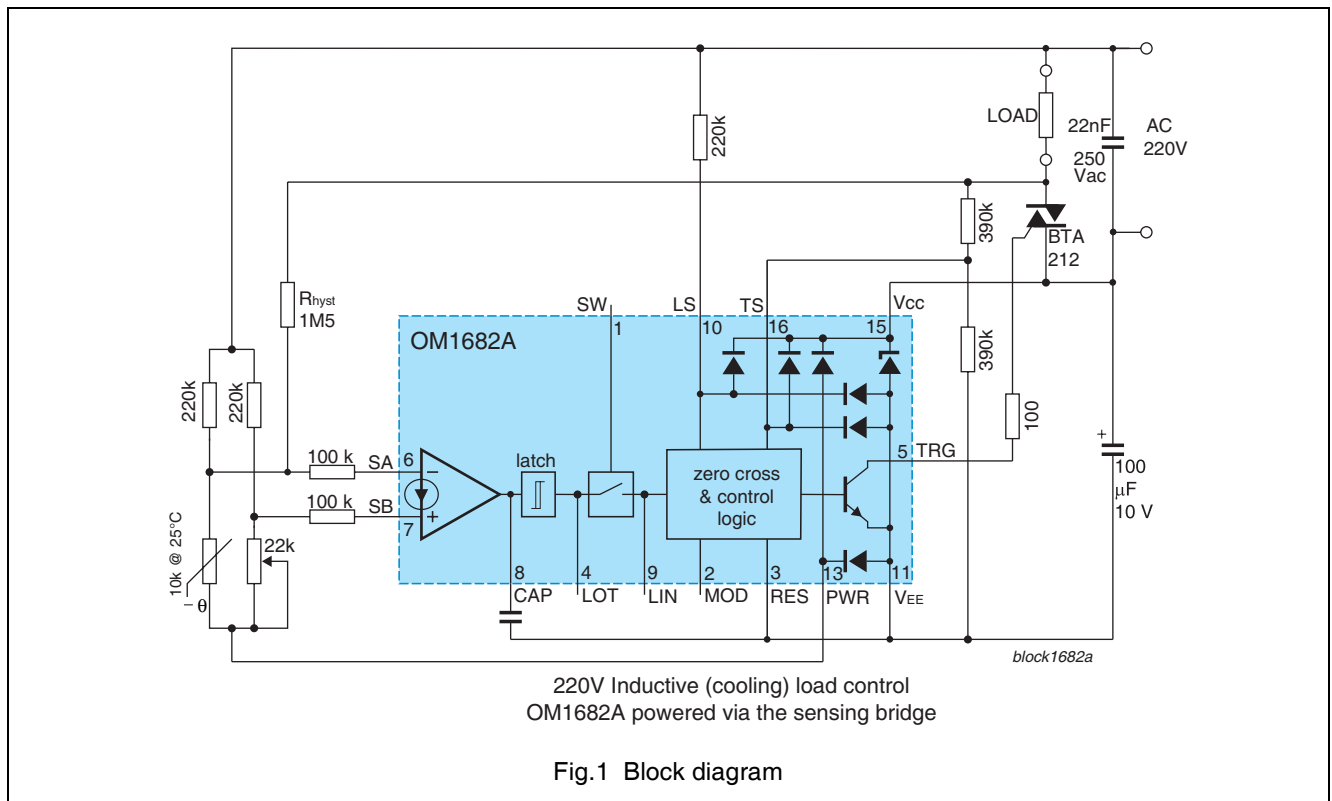 LOAD
22nF
250
Vac
AC
220V
220k
390k
BTA
212
Rhyst
1M5
SW
LS
TS
Vcc
1
10
16
15
OM1682A
390k
220k
220k
100
100 k
SA
6
−
latch
5
TRG
+
100
µF
10 V
zero cross
& control
logic
100 k
SB
7
+
10k @ 25°C
− θ
22k
8
4
9
2
3
13
11
CAP
LOT
LIN
MOD
RES
PWR
VEE
block1682a
220V Inductive (cooling) load control
OM1682A powered via the sensing bridge
Fig.1 Block diagram